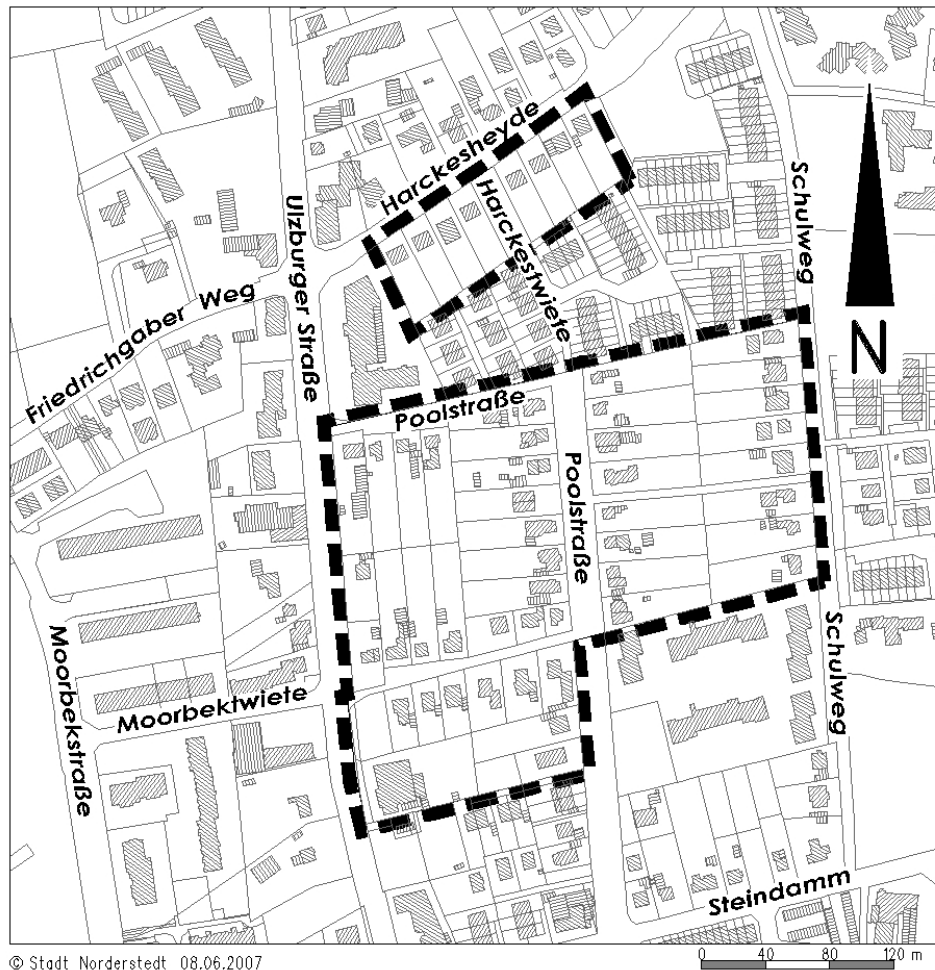 Harckesheyde
Harckestwiete
Schulweg
Ulzburger Straße
Friedrichgaber Weg
N
Poolstraße
Poolstraße
Moorbekstraße
Moorbektwiete
Schulweg
Steindamm
© Stadt Norderstedt 08.06.2007
0 40 80 120 m